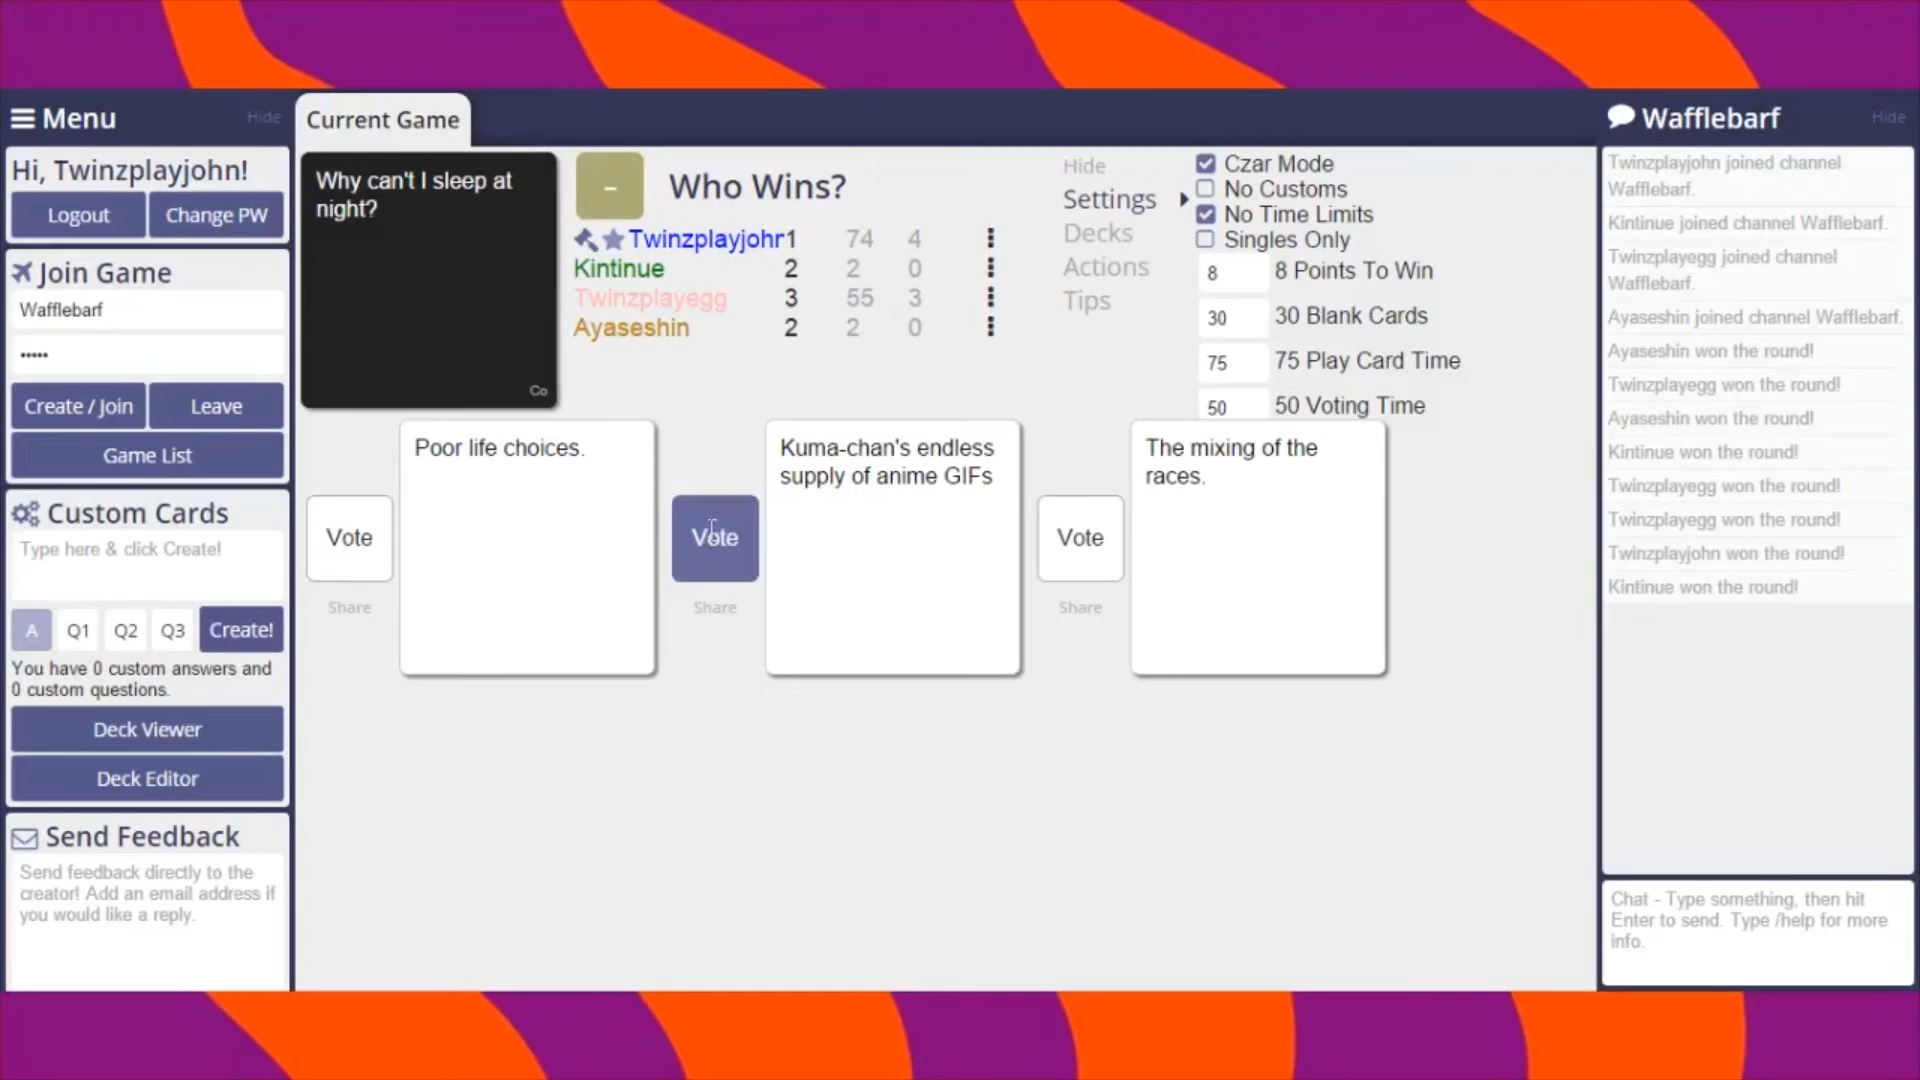 Menu
Hide
Hi, Twinzplayjohn!
Logout
Change PW
Join Game
Wafflebarf
•••••
Create / Join
Leave
Game List
Custom Cards
Type here & click Create!
A
Q1
Q2
Q3
Create!
You have 0 custom answers and
0 custom questions.
Deck Viewer
Deck Editor
Send Feedback
Send feedback directly to the
creator! Add an email address if
you would like a reply.
Current Game
Why can't I sleep at
night?
Co
-
Who Wins?
Twinzplayjohn 1 74 4
Kintinue 2 2 0
Twinzplayegg 3 55 3
Ayaseshin 2 2 0
Hide
Settings
Decks
Actions
Tips
Czar Mode
No Customs
No Time Limits
Singles Only
8 8 Points To Win
30 30 Blank Cards
75 75 Play Card Time
50 50 Voting Time
Vote
Share
Poor life choices.
Vote
Share
Kuma-chan's endless
supply of anime GIFs
Vote
Share
The mixing of the
races.
Wafflebarf
Hide
Twinzplayjohn joined channel
Wafflebarf.
Kintinue joined channel Wafflebarf.
Twinzplayegg joined channel
Wafflebarf.
Ayaseshin joined channel Wafflebarf.
Ayaseshin won the round!
Twinzplayegg won the round!
Ayaseshin won the round!
Kintinue won the round!
Twinzplayegg won the round!
Twinzplayegg won the round!
Twinzplayjohn won the round!
Kintinue won the round!
Chat - Type something, then hit
Enter to send. Type /help for more
info.